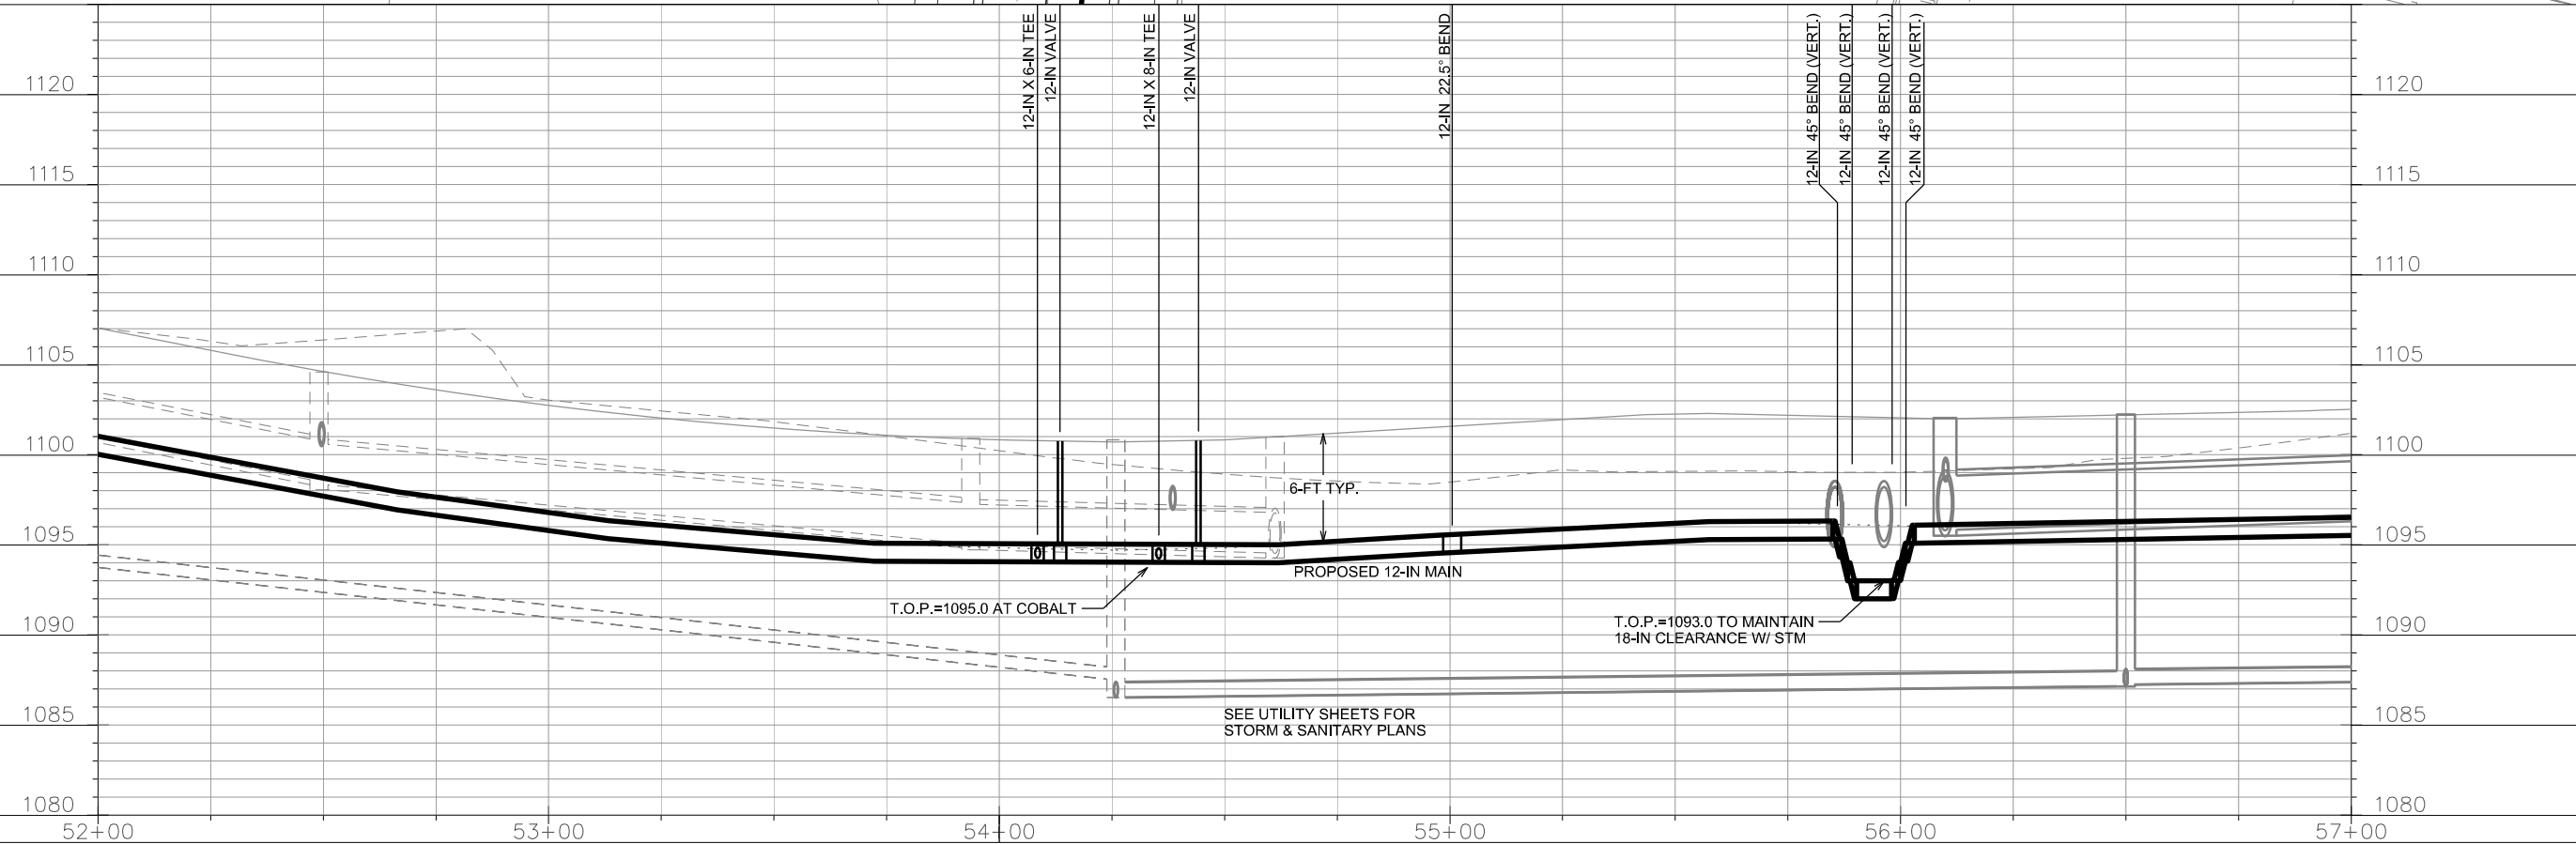 12-IN X 6-IN TEE
12-IN VALVE
12-IN X 8-IN TEE
12-IN VALVE
12-IN 22.5° BEND
12-IN 45° BEND (VERT.)
12-IN 45° BEND (VERT.)
12-IN 45° BEND (VERT.)
12-IN 45° BEND (VERT.)
1120
1120
1115
1115
1110
1110
1105
1105
1100
1100
6-FT TYP.
1095
1095
PROPOSED 12-IN MAIN
T.O.P.=1095.0 AT COBALT
T.O.P.=1093.0 TO MAINTAIN
18-IN CLEARANCE W/ STM
1090
1090
SEE UTILITY SHEETS FOR
STORM & SANITARY PLANS
1085
1085
1080
1080
52+00
53+00
54+00
55+00
56+00
57+00